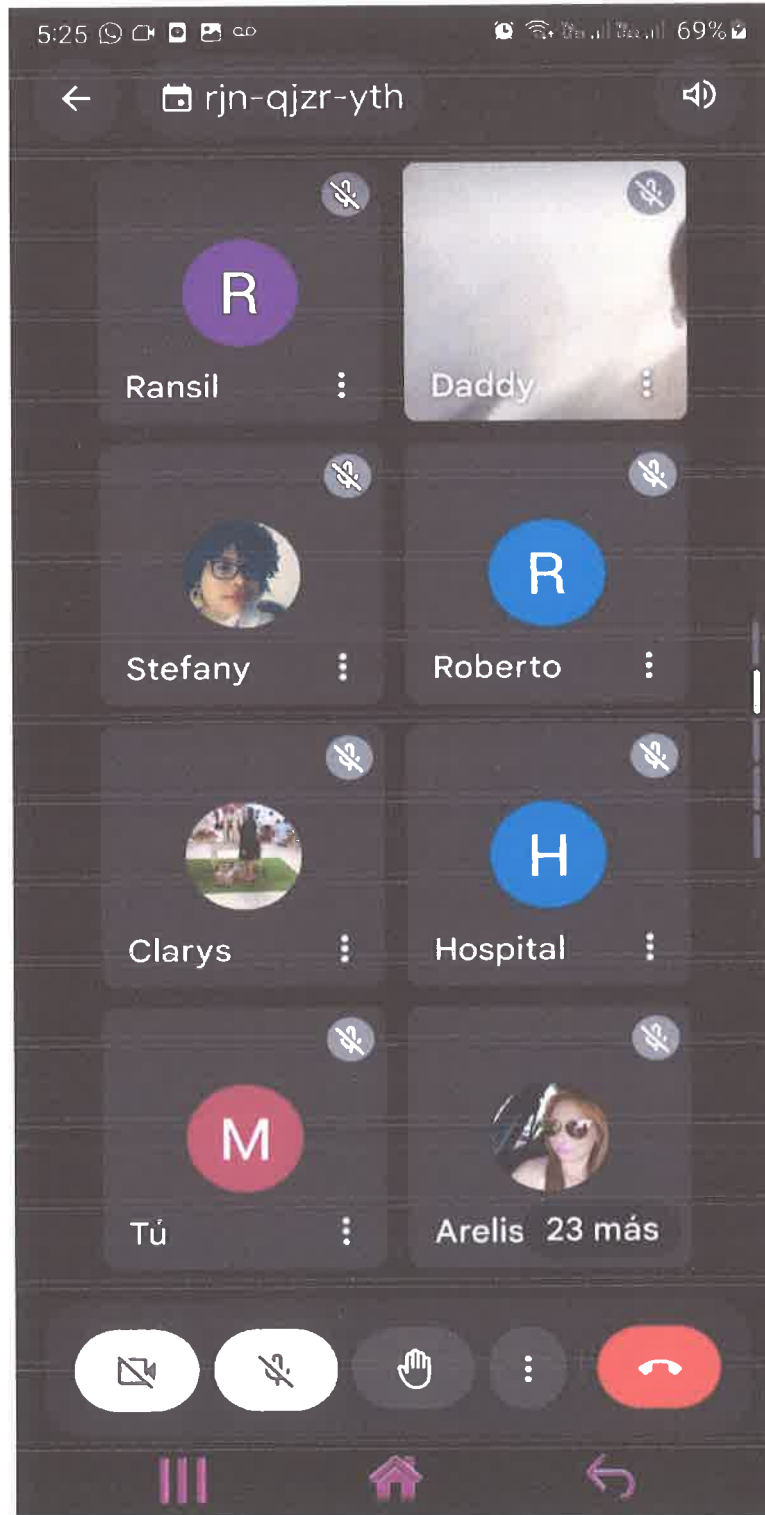 5:25 69%
rjn-qjzr-yth
R
Ransil
Daddy
Stefany
R
Roberto
Clarys
H
Hospital
M
Tú
Arelis 23 más